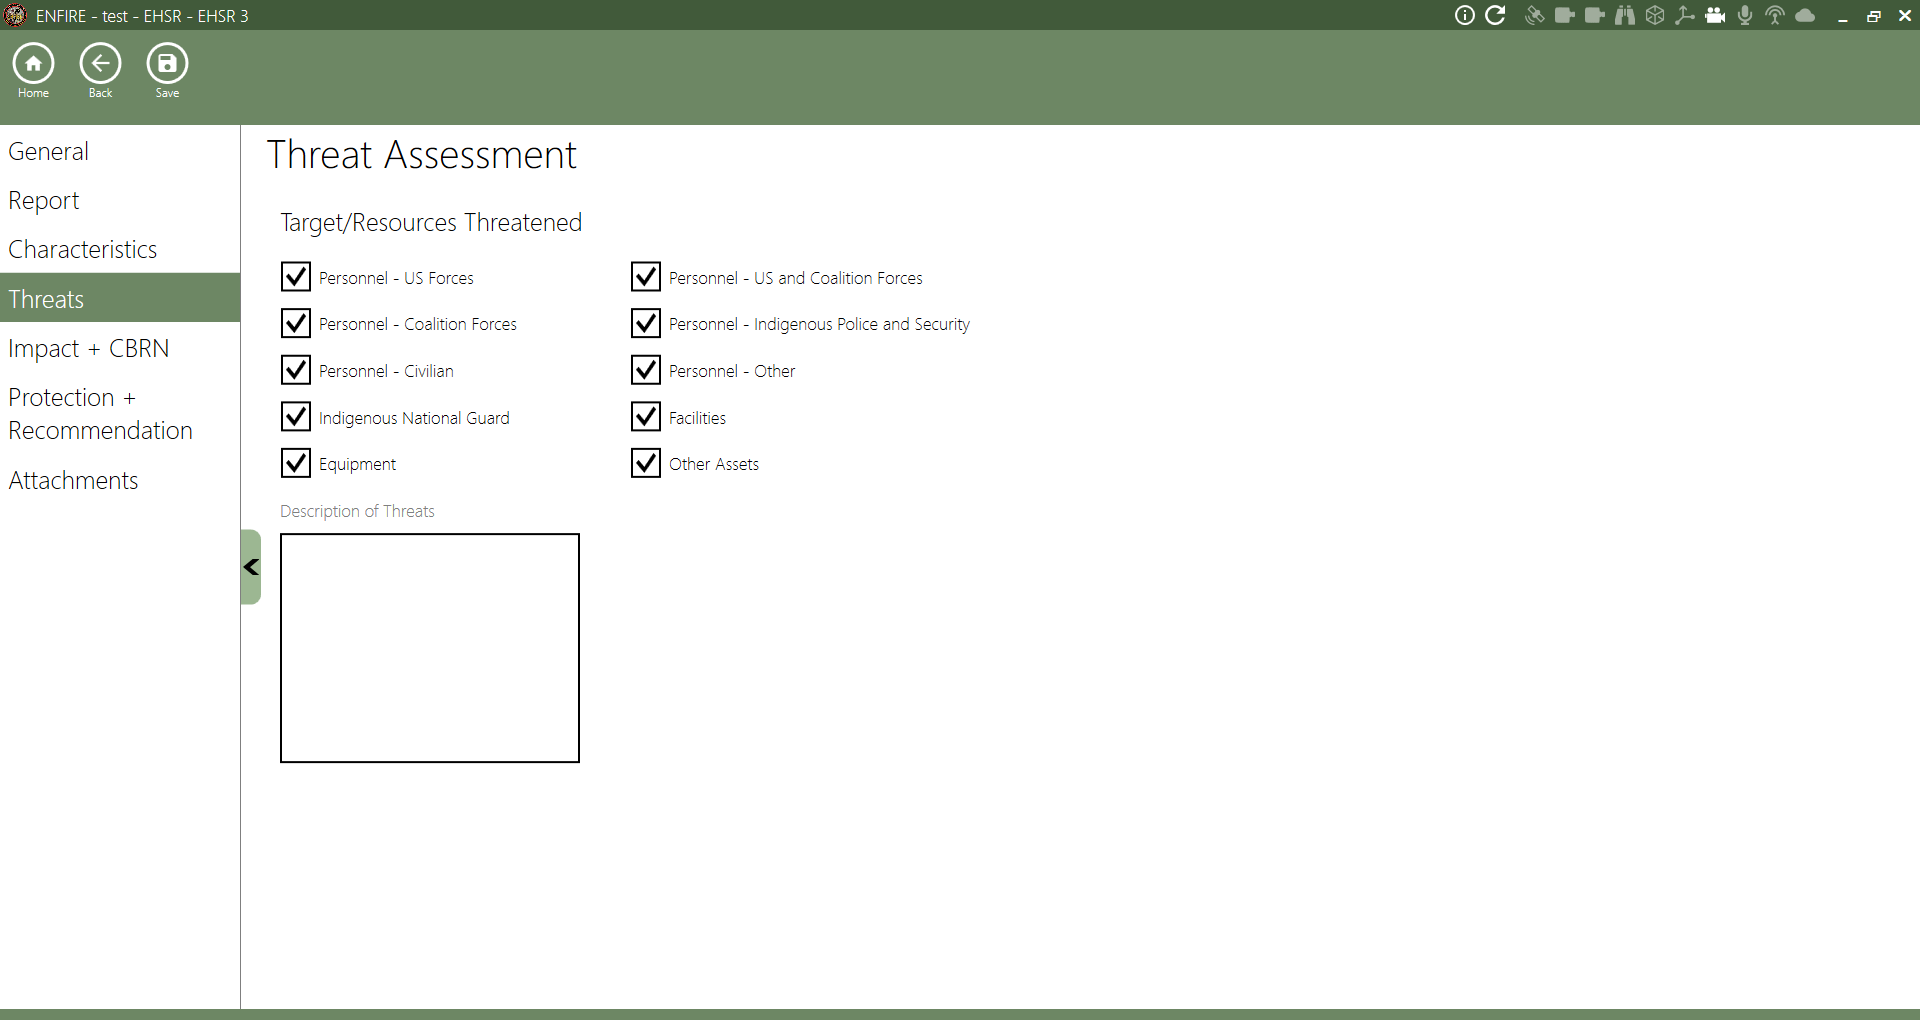 ENFIRE - test - EHSR - EHSR 3
Home
Back
Save
General
Report
Characteristics
Threats
Impact + CBRN
Protection +
Recommendation
Attachments
Threat Assessment
Target/Resources Threatened
Personnel - US Forces
Personnel - US and Coalition Forces
Personnel - Coalition Forces
Personnel - Indigenous Police and Security
Personnel - Civilian
Personnel - Other
Indigenous National Guard
Facilities
Equipment
Other Assets
Description of Threats